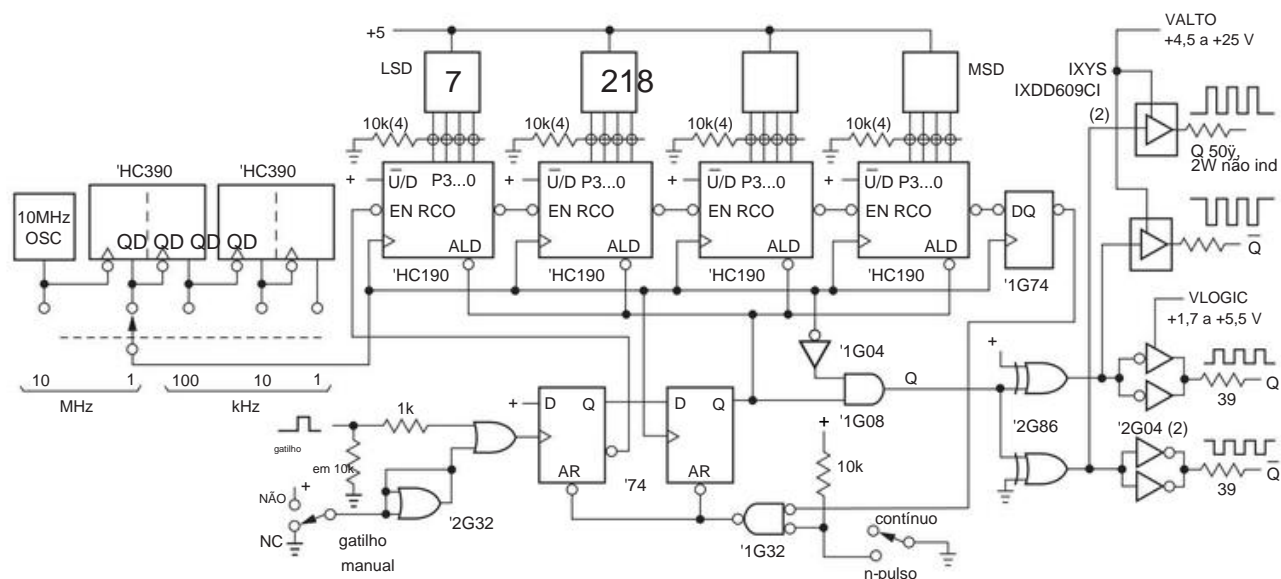 +5
LSD
7
218
MSD
VALTO
+4,5 a +25 V
IXYS
IXDD609CI
(2)
10k(4)
10k(4)
10k(4)
10k(4)
Q 50ÿ,
2W não ind
'HC390
'HC390
10MHz
OSC
QD QD QD QD
+
U/D P3...0
EN RCO
ALD
'HC190
+
U/D P3...0
EN RCO
ALD
'HC190
+
U/D P3...0
EN RCO
ALD
'HC190
+
U/D P3...0
EN RCO
ALD
'HC190
DQ
'1G74
Q
VLOGIC
+1,7 a +5,5 V
10
1
100
10
1
MHz
kHz
'1G04
Q
'1G08
+
'2G86
39
Q
'2G04 (2)
39
Q
gatilho
1k
em 10k
+
D
Q
AR
D
Q
AR
'74
+
10k
NÃO
+
NC
gatilho
manual
'2G32
'1G32
contínuo
n-pulso